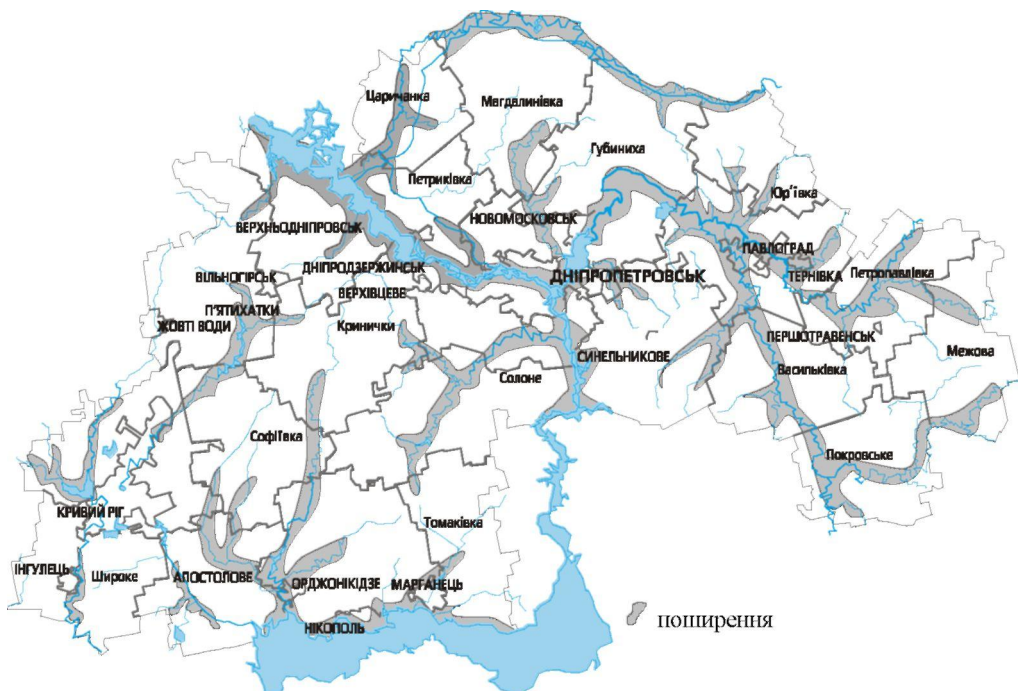 Царичанка
Магдалинівка
Губиниха
Петриківка
Юр'ївка
НОВОМОСКОВСЬК
ВЕРХНЬОДНІПРОВСЬК
ПАВЛОГРАД
ДНІПРОДЗЕРЖИНСЬК
ВІЛЬНОГІРСЬК
ДНІПРОПЕТРОВСЬК
ТЕРНІВКА
Петропавлівка
ВЕРХІВЦЕВЕ
П'ЯТИХАТКИ
ЖОВТІ ВОДИ
Кринички
ПЕРШОТРАВЕНСЬК
Межова
СИНЕЛЬНИКОВЕ
Солоне
Васильківка
Софіївка
Покровське
КРИВИЙ РІГ
Томаківка
ІНГУЛЕЦЬ
Широке
АПОСТОЛОВЕ
ОРДЖОНІКІДЗЕ
МАРГАНЕЦЬ
НІКОПОЛЬ
поширення